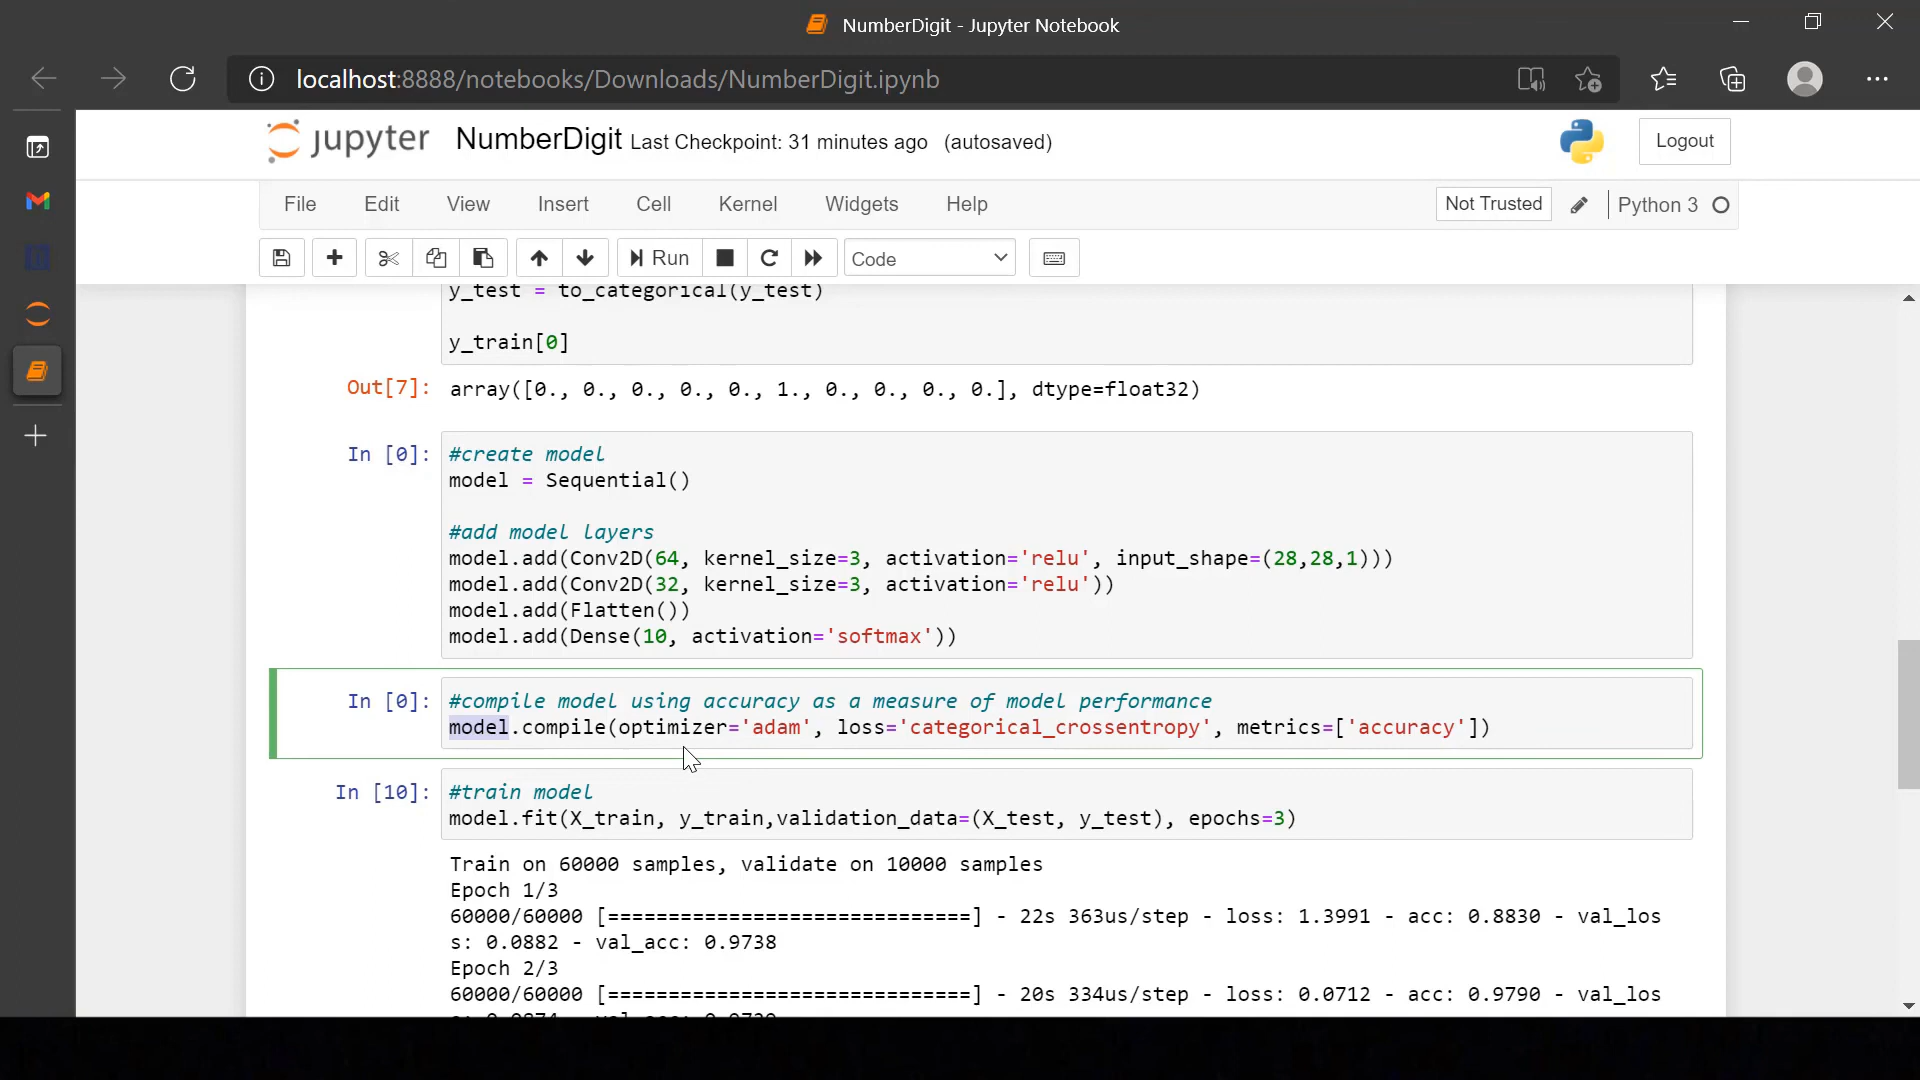 NumberDigit - Jupyter Notebook
localhost:8888/notebooks/Downloads/NumberDigit.ipynb
jupyter NumberDigit Last Checkpoint: 31 minutes ago (autosaved) Logout
File Edit View Insert Cell Kernel Widgets Help Not Trusted Python 3
Run Code
y_test = to_categorical(y_test)
y_train[0]
Out[7]: array([0., 0., 0., 0., 0., 1., 0., 0., 0., 0.], dtype=float32)
In [0]: #create model
model = Sequential()
#add model layers
model.add(Conv2D(64, kernel_size=3, activation='relu', input_shape=(28,28,1)))
model.add(Conv2D(32, kernel_size=3, activation='relu'))
model.add(Flatten())
model.add(Dense(10, activation='softmax'))
In [0]: #compile model using accuracy as a measure of model performance
model.compile(optimizer='adam', loss='categorical_crossentropy', metrics=['accuracy'])
In [10]: #train model
model.fit(X_train, y_train,validation_data=(X_test, y_test), epochs=3)
Train on 60000 samples, validate on 10000 samples
Epoch 1/3
60000/60000 [==============================] - 22s 363us/step - loss: 1.3991 - acc: 0.8830 - val_los
s: 0.0882 - val_acc: 0.9738
Epoch 2/3
60000/60000 [==============================] - 20s 334us/step - loss: 0.0712 - acc: 0.9790 - val_los